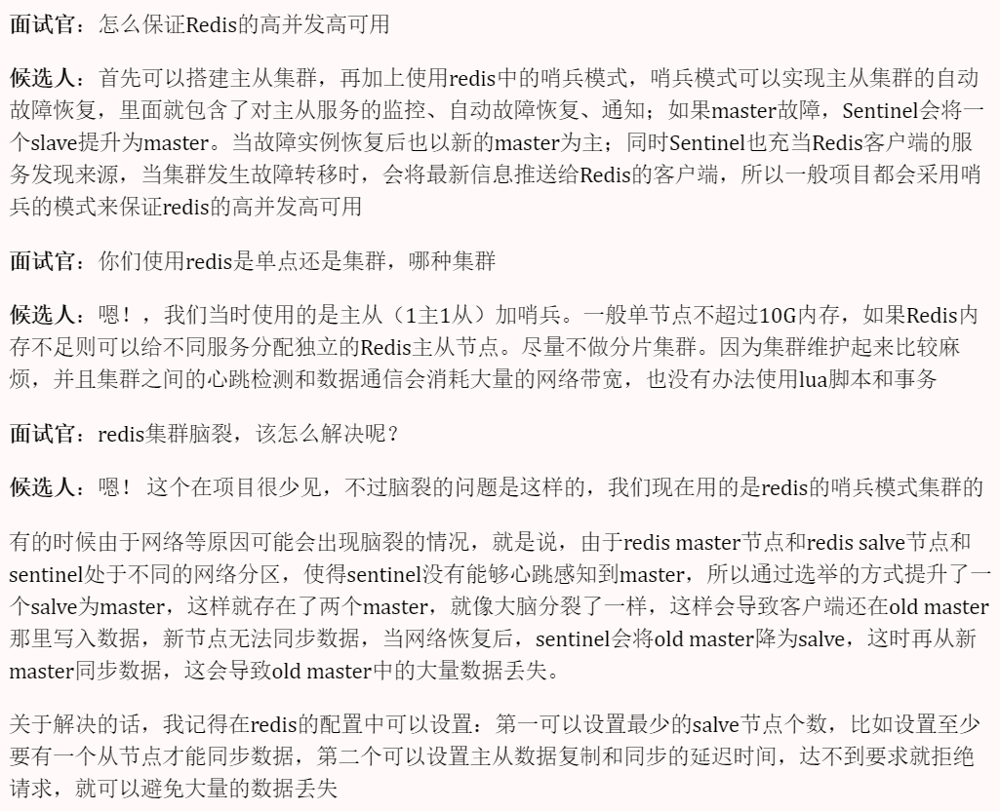 面试官：怎么保证Redis的高并发高可用
候选人：首先可以搭建主从集群，再加上使用redis中的哨兵模式，哨兵模式可以实现主从集群的自动
故障恢复，里面就包含了对主从服务的监控、自动故障恢复、通知；如果master故障，Sentinel会将一
个slave提升为master。当故障实例恢复后也以新的master为主；同时Sentinel也充当Redis客户端的服
务发现来源，当集群发生故障转移时，会将最新信息推送给Redis的客户端，所以一般项目都会采用哨
兵的模式来保证redis的高并发高可用
面试官：你们使用redis是单点还是集群，哪种集群
候选人：嗯！，我们当时使用的是主从（1主1从）加哨兵。一般单节点不超过10G内存，如果Redis内
存不足则可以给不同服务分配独立的Redis主从节点。尽量不做分片集群。因为集群维护起来比较麻
烦，并且集群之间的心跳检测和数据通信会消耗大量的网络带宽，也没有办法使用lua脚本和事务
面试官：redis集群脑裂，该怎么解决呢？
候选人：嗯！ 这个在项目很少见，不过脑裂的问题是这样的，我们现在用的是redis的哨兵模式集群的
有的时候由于网络等原因可能会出现脑裂的情况，就是说，由于redis master节点和redis salve节点和
sentinel处于不同的网络分区，使得sentinel没有能够心跳感知到master，所以通过选举的方式提升了一
个salve为master，这样就存在了两个master，就像大脑分裂了一样，这样会导致客户端还在old master
那里写入数据，新节点无法同步数据，当网络恢复后，sentinel会将old master降为salve，这时再从新
master同步数据，这会导致old master中的大量数据丢失。
关于解决的话，我记得在redis的配置中可以设置：第一可以设置最少的salve节点个数，比如设置至少
要有一个从节点才能同步数据，第二个可以设置主从数据复制和同步的延迟时间，达不到要求就拒绝
请求，就可以避免大量的数据丢失